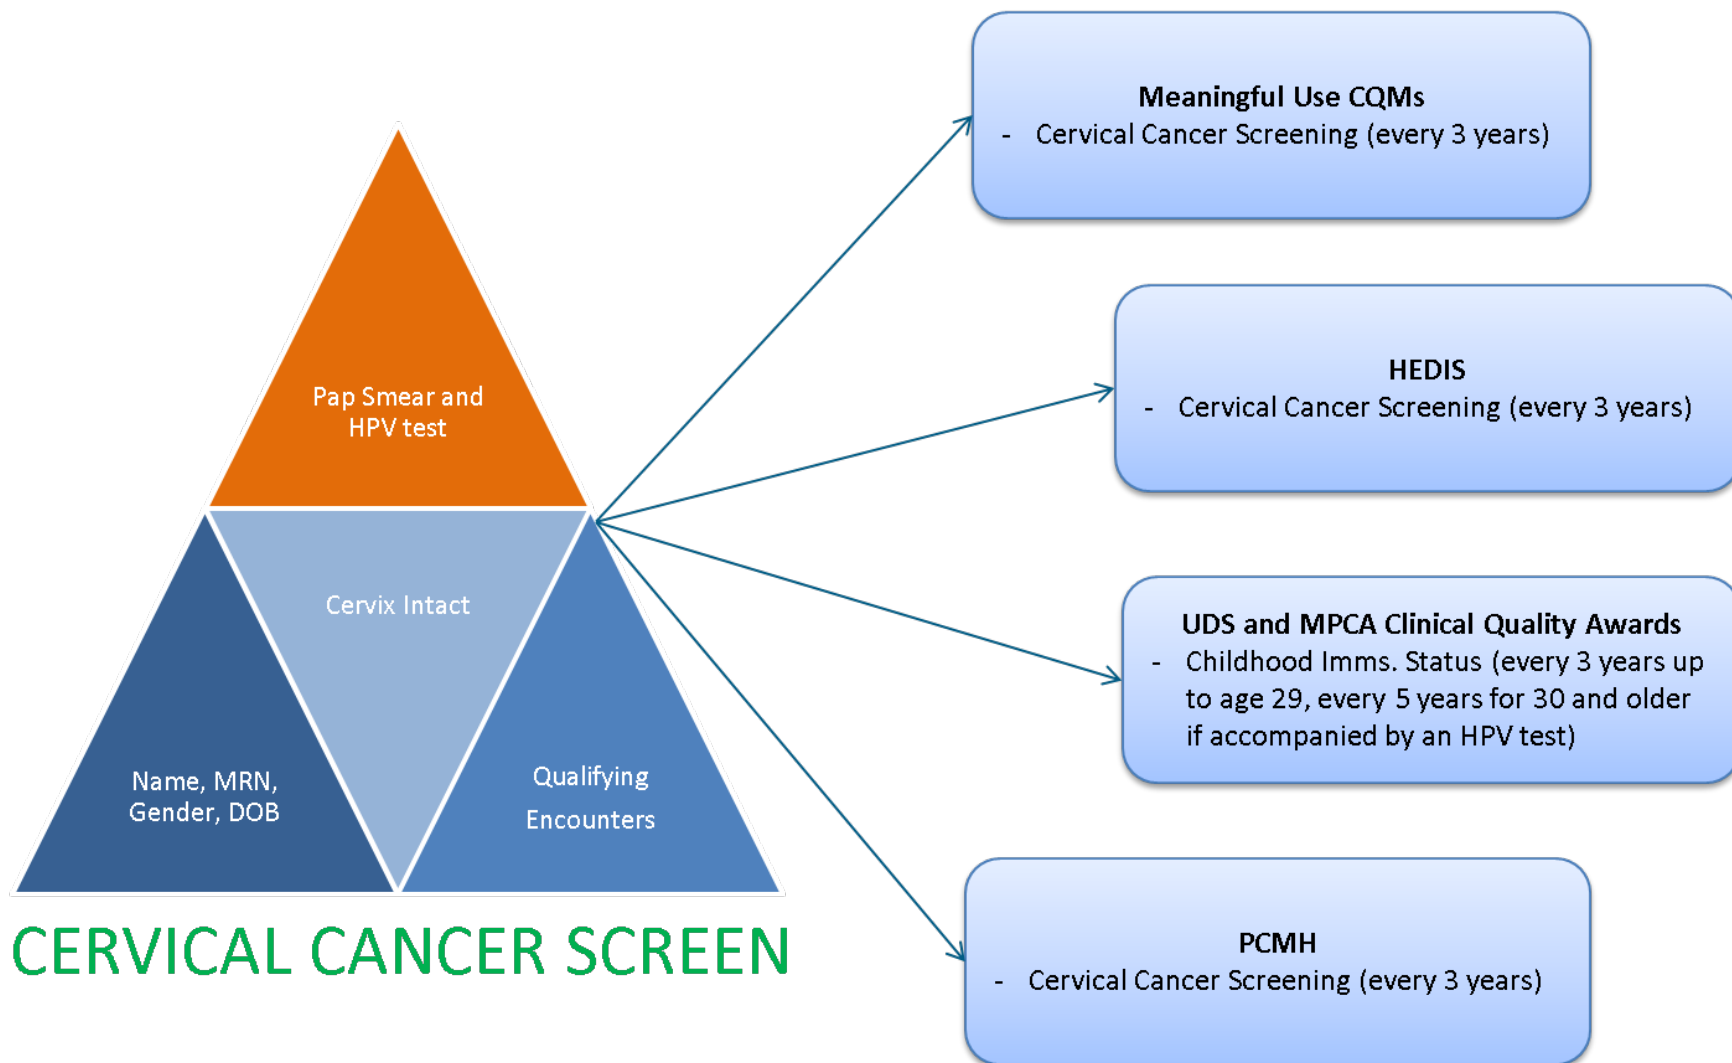 Pap Smear and
HPV test
Cervix Intact
Name, MRN,
Gender, DOB
Qualifying
Encounters
CERVICAL CANCER SCREEN
Meaningful Use CQMs
- Cervical Cancer Screening (every 3 years)
HEDIS
- Cervical Cancer Screening (every 3 years)
UDS and MPCA Clinical Quality Awards
- Childhood Imms. Status (every 3 years up
to age 29, every 5 years for 30 and older
if accompanied by an HPV test)
PCMH
- Cervical Cancer Screening (every 3 years)